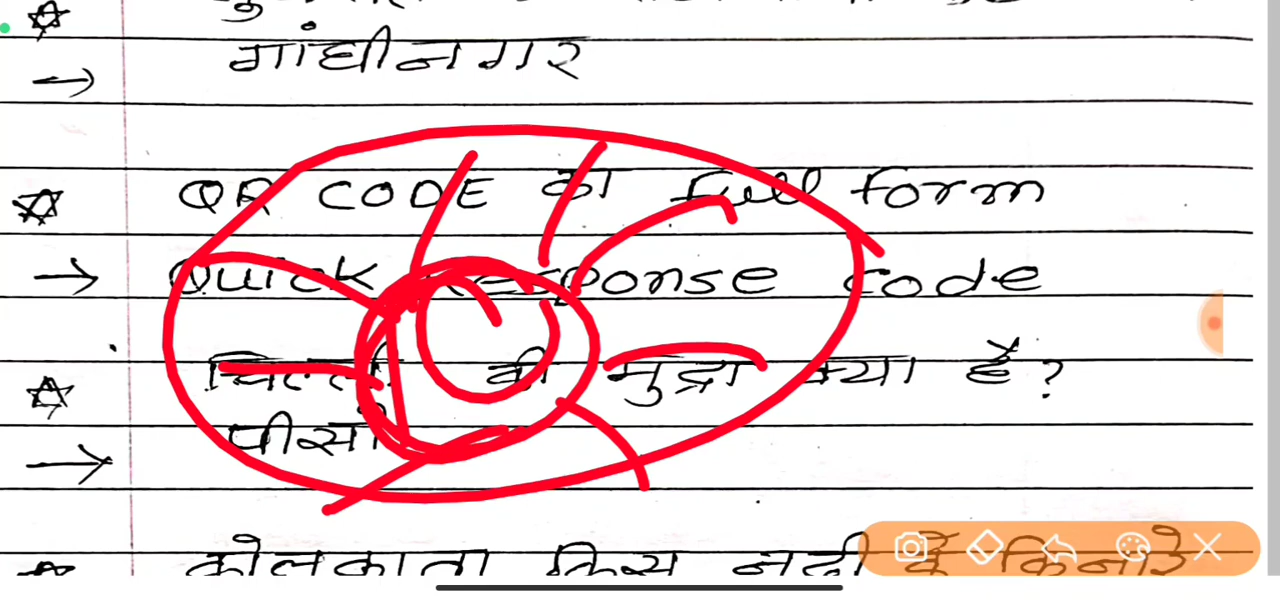 गांधीनगर
QR CODE का full form
Quick Response code
चिल्ली की मुद्रा क्या है?
पीसो
कोलकाता किस नदी के किनारे